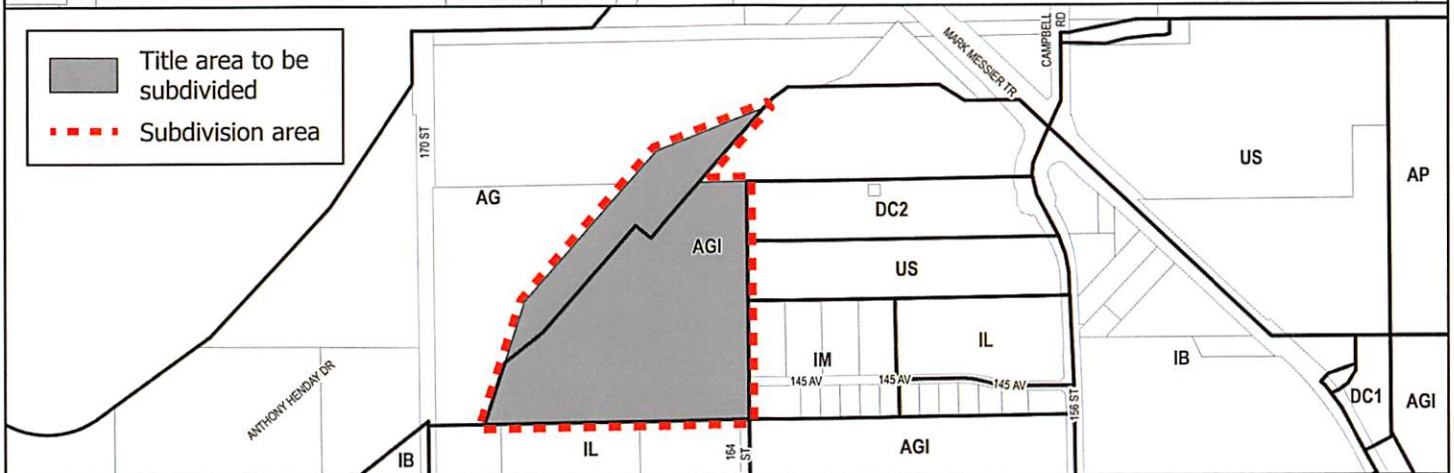 Title area to be
subdivided
Subdivision area
CAMPBELL
RD
MARK MESSIER TR
170 ST
US
AP
AG
DC2
AGI
US
IM
IL
IB
145 AV
145 AV
145 AV
DC1
AGI
ANTHONY HENDAY DR
156 ST
IB
IL
164
ST
AGI